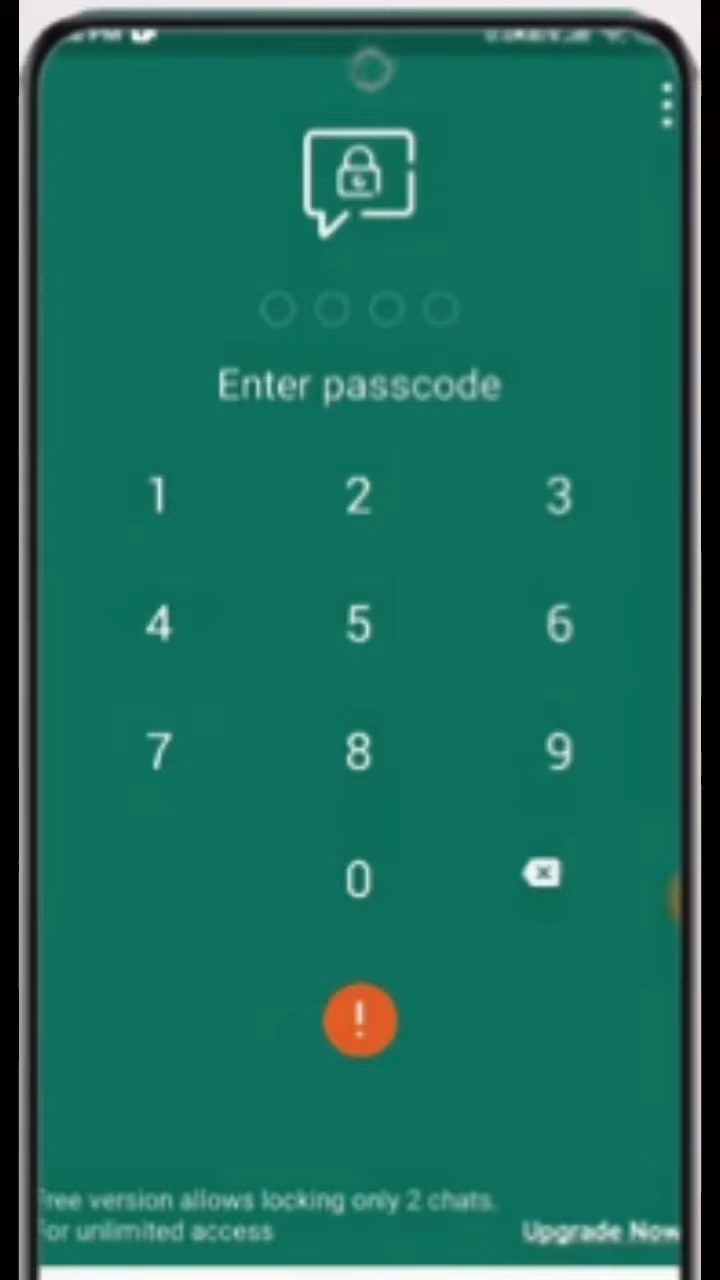 Enter passcode
1 2 3
4 5 6
7 8 9
0
!
ree version allows locking only 2 chats.
or unlimited access Upgrade Now